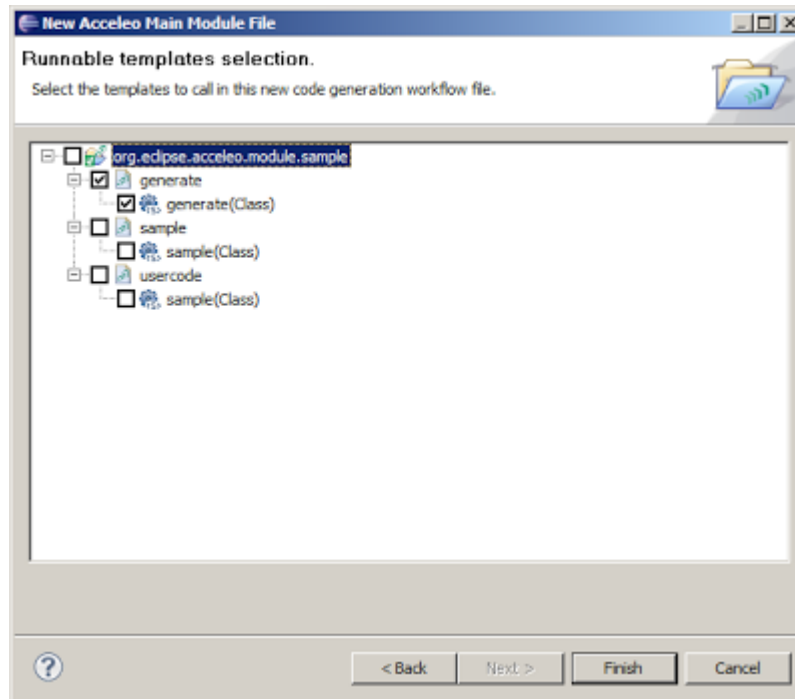 New Acceleo Main Module File
Runnable templates selection.
Select the templates to call in this new code generation workflow file.
org.eclipse.acceleo.module.sample
generate
generate(Class)
sample
sample(Class)
usercode
sample(Class)
?
< Back
Next >
Finish
Cancel